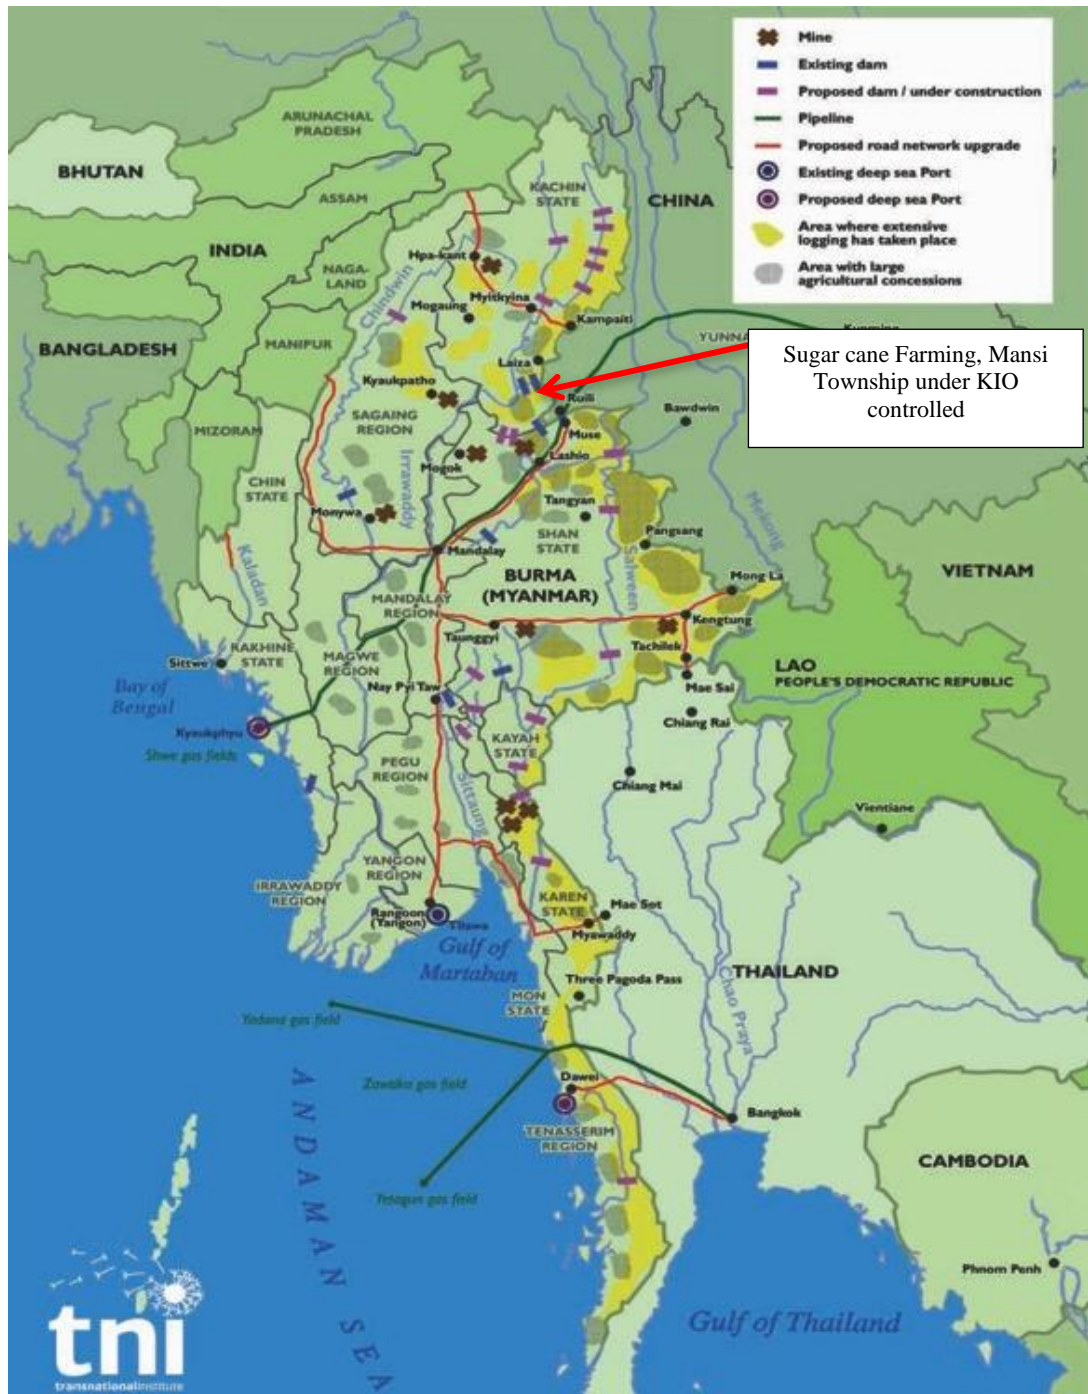 Mine
Existing dam
Proposed dam / under construction
Pipeline
Proposed road network upgrade
Existing deep sea Port
Proposed deep sea Port
Area where extensive
logging has taken place
Area with large
agricultural concessions
ARUNACHAL
PRADESH
BHUTAN
KACHIN
STATE
CHINA
ASSAM
INDIA
Hpa-kant
NAGA-
LAND
Chindwin
Mogaung
Myitkyina
Kampaiti
MANIPUR
BANGLADESH
Laiza
YUNNA
Kunming
Sugar cane Farming, Mansi
Township under KIO
controlled
Kyaukpatho
Ruili
Bawdwin
SAGAING
REGION
Muse
MIZORAM
Irrawaddy
Mogok
Lashio
CHIN
STATE
Tangyan
Mekong
Monywa
SHAN
STATE
Pangsang
Mandalay
Salween
VIETNAM
Kaladan
BURMA
(MYANMAR)
Mong La
MANDALAY
REGION
Kengtung
Taunggyi
RAKHINE
STATE
Sittwe
MAGWE
REGION
Tachilek
LAO
PEOPLE'S DEMOCRATIC REPUBLIC
Bay of
Bengal
Nay Pyi Taw
Mae Sai
Chiang Rai
Kyaukphyu
KAYAH
STATE
Shwe gas fields
PEGU
REGION
Chiang Mai
Sittaung
Vientiane
YANGON
REGION
IRRAWADDY
REGION
KAREN
STATE
Mae Sot
Rangoon
(Yangon)
Tilawa
Myawaddy
Gulf of
Martaban
THAILAND
Three Pagoda Pass
MON
STATE
Chao Praya
Yadana gas field
Zawtika gas field
Dawei
Bangkok
TENASSERIM
REGION
CAMBODIA
Yetagun gas field
ANDAMAN SEA
Phnom Penh
Gulf of Thailand
tni
transnationalinstitute